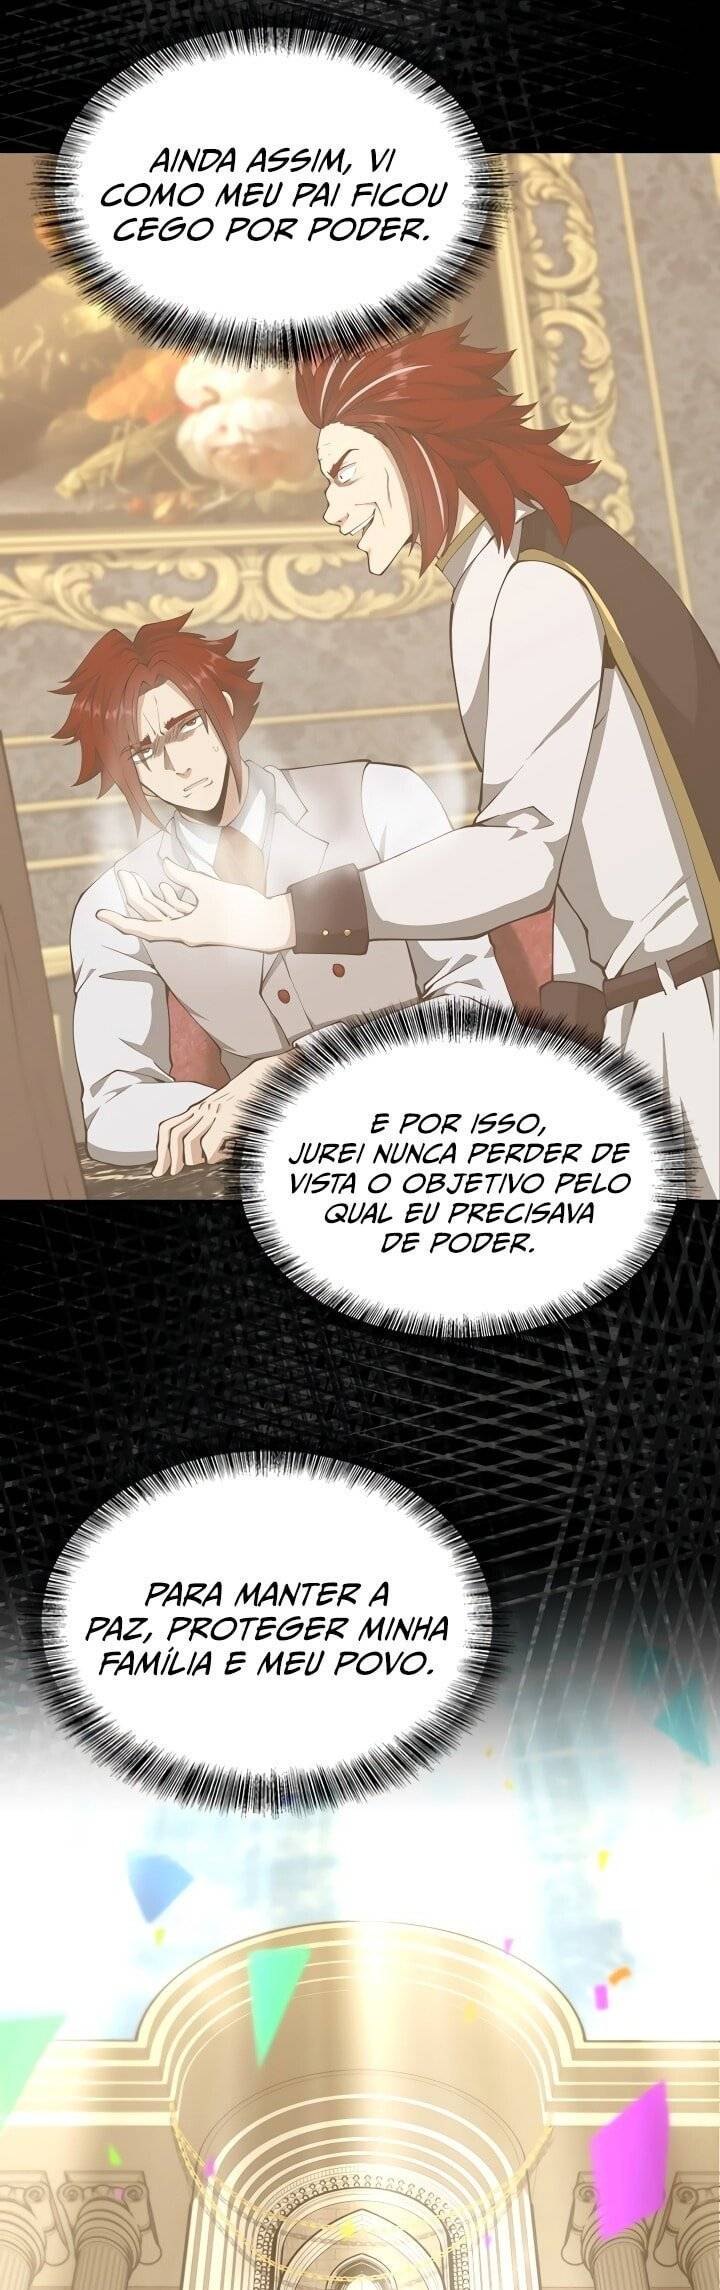 AINDA ASSIM, VI
COMO MEU PAI FICOU
CEGO POR PODER.
E POR ISSO,
JUREI NUNCA PERDER DE
VISTA O OBJETIVO PELO
QUAL EU PRECISAVA
DE PODER.
PARA MANTER A
PAZ, PROTEGER MINHA
FAMÍLIA E MEU POVO.